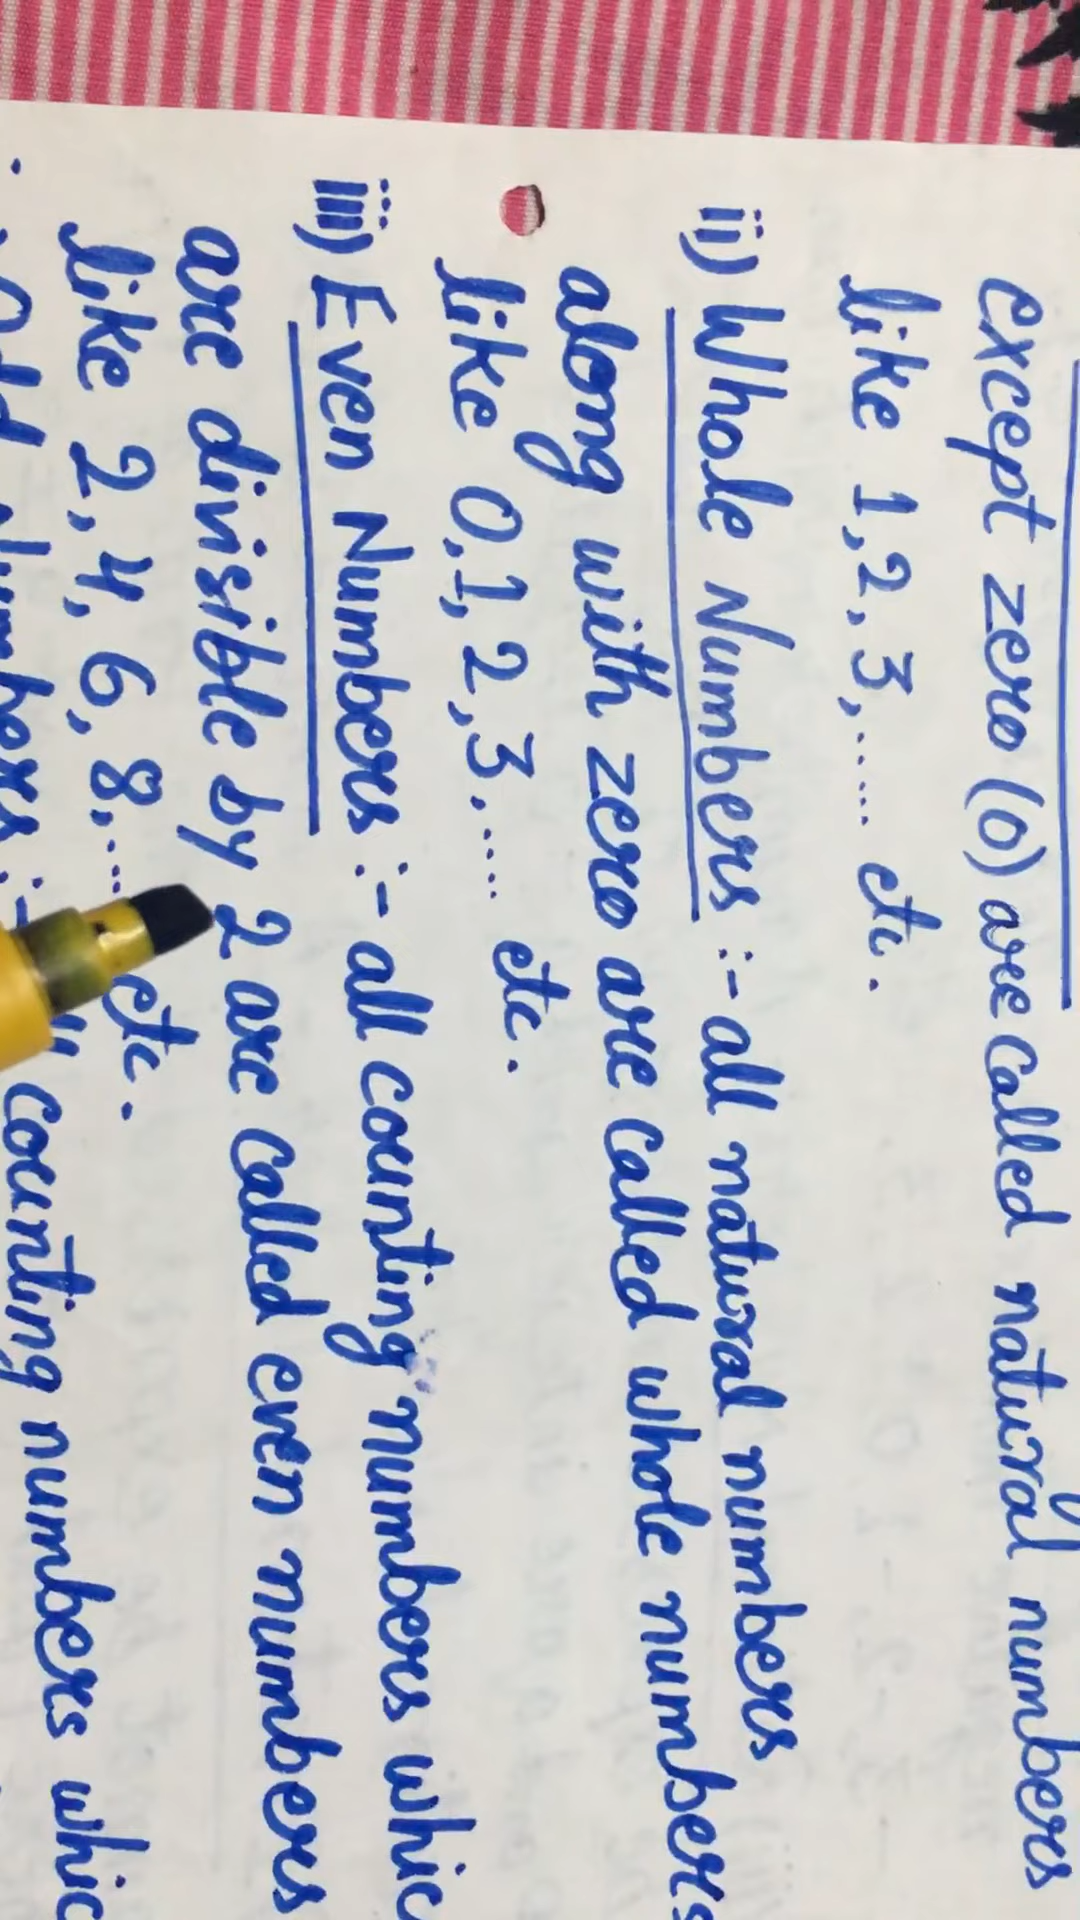 except zero (0) are called natural numbers
like 1,2,3,..... etc.
ii) Whole Numbers :- all natural numbers
along with zero are called whole numbers
like 0,1,2,3..... etc.
iii) Even Numbers :- all counting numbers
are divisible by 2 are called even numbers
like 2,4,6,8,.... etc.
Numbers :- counting numbers